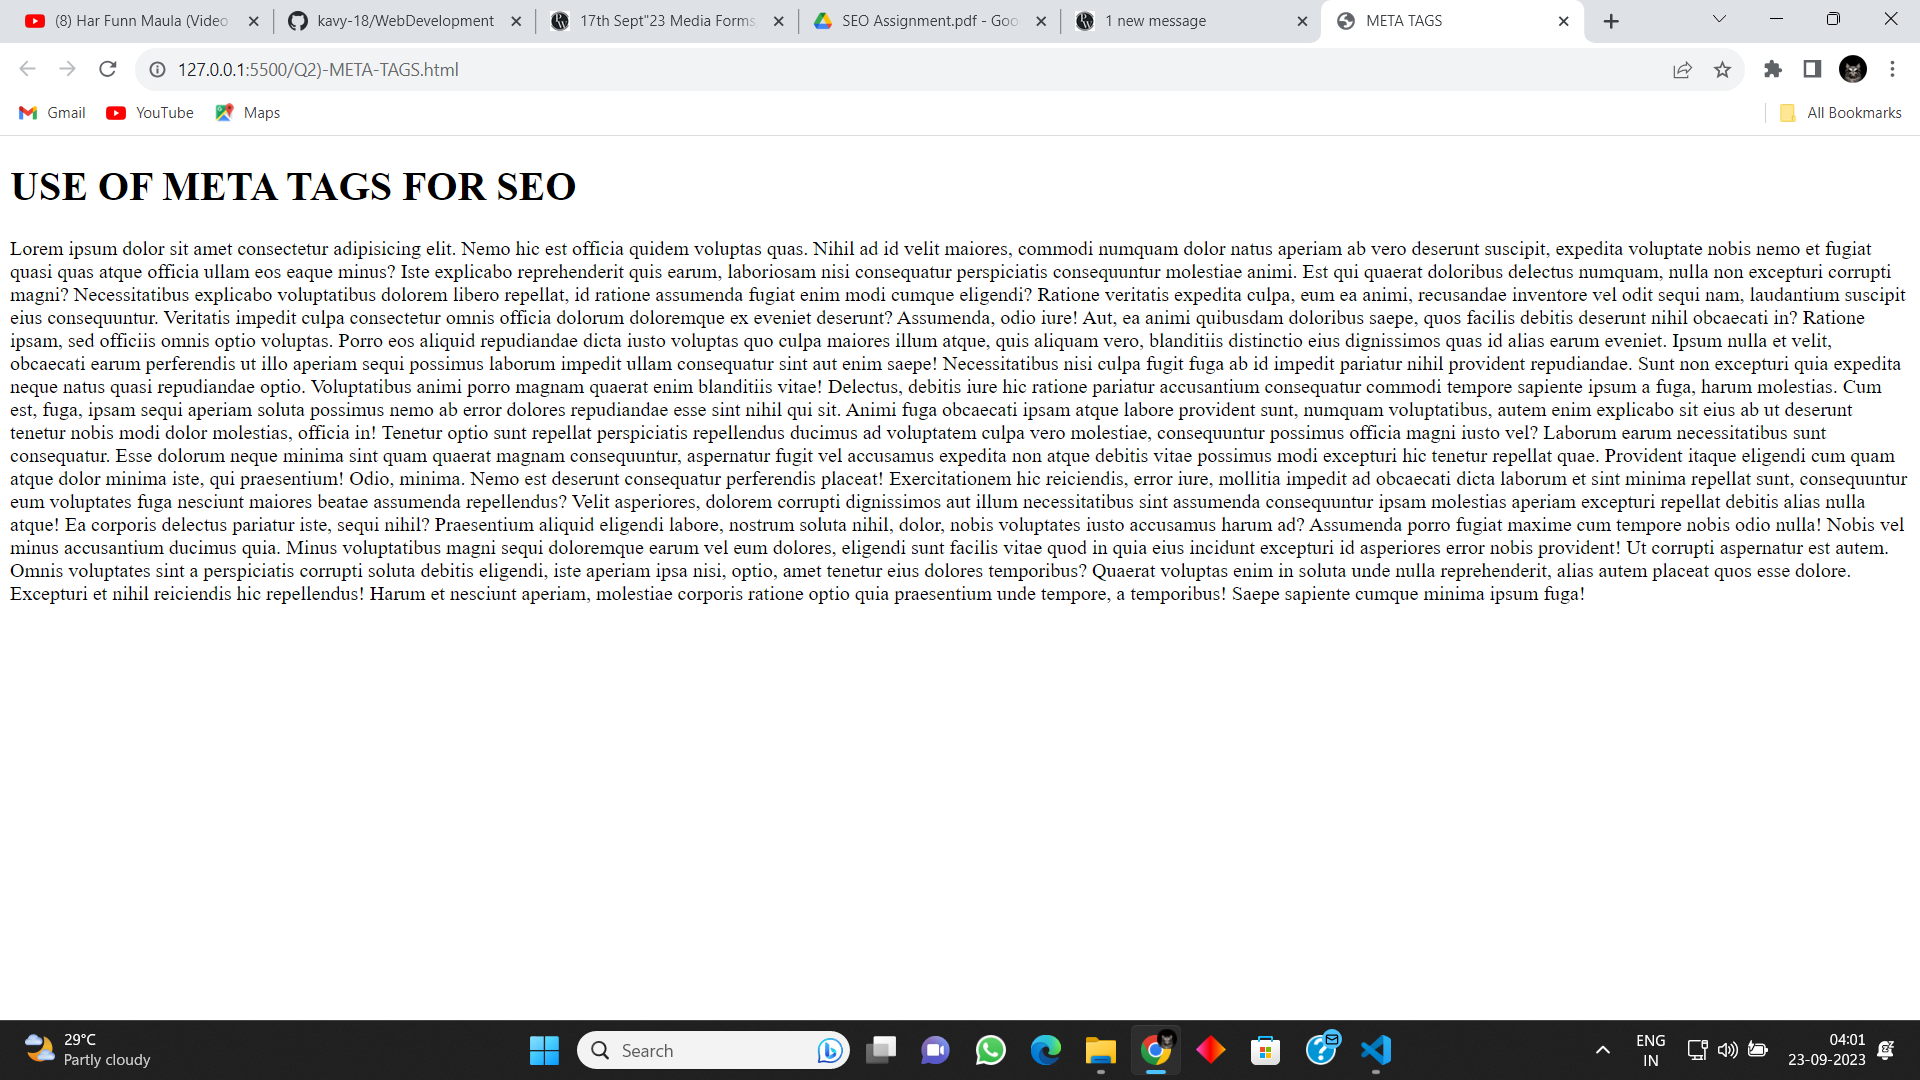 (8) Har Funn Maula (Video
kavy-18/WebDevelopment
17th Sept"23 Media Forms
SEO Assignment.pdf - Goo
1 new message
META TAGS
127.0.0.1:5500/Q2)-META-TAGS.html
Gmail
YouTube
Maps
All Bookmarks
USE OF META TAGS FOR SEO
Lorem ipsum dolor sit amet consectetur adipisicing elit. Nemo hic est officia quidem voluptas quas. Nihil ad id velit maiores, commodi numquam dolor natus aperiam ab vero deserunt suscipit, expedita voluptate nobis nemo et fugiat
quasi quas atque officia ullam eos eaque minus? Iste explicabo reprehenderit quis earum, laboriosam nisi consequatur perspiciatis consequuntur molestiae animi. Est qui quaerat doloribus delectus numquam, nulla non excepturi corrupti
magni? Necessitatibus explicabo voluptatibus dolorem libero repellat, id ratione assumenda fugiat enim modi cumque eligendi? Ratione veritatis expedita culpa, eum ea animi, recusandae inventore vel odit sequi nam, laudantium suscipit
eius consequuntur. Veritatis impedit culpa consectetur omnis officia dolorum doloremque ex eveniet deserunt? Assumenda, odio iure! Aut, ea animi quibusdam doloribus saepe, quos facilis debitis deserunt nihil obcaecati in? Ratione
ipsam, sed officiis omnis optio voluptas. Porro eos aliquid repudiandae dicta iusto voluptas quo culpa maiores illum atque, quis aliquam vero, blanditiis distinctio eius dignissimos quas id alias earum eveniet. Ipsum nulla et velit,
obcaecati earum perferendis ut illo aperiam sequi possimus laborum impedit ullam consequatur sint aut enim saepe! Necessitatibus nisi culpa fugit fuga ab id impedit pariatur nihil provident repudiandae. Sunt non excepturi quia expedita
neque natus quasi repudiandae optio. Voluptatibus animi porro magnam quaerat enim blanditiis vitae! Delectus, debitis iure hic ratione pariatur accusantium consequatur commodi tempore sapiente ipsum a fuga, harum molestias. Cum
est, fuga, ipsam sequi aperiam soluta possimus nemo ab error dolores repudiandae esse sint nihil qui sit. Animi fuga obcaecati ipsam atque labore provident sunt, numquam voluptatibus, autem enim explicabo sit eius ab ut deserunt
tenetur nobis modi dolor molestias, officia in! Tenetur optio sunt repellat perspiciatis repellendus ducimus ad voluptatem culpa vero molestiae, consequuntur possimus officia magni iusto vel? Laborum earum necessitatibus sunt
consequatur. Esse dolorum neque minima sint quam quaerat magnam consequuntur, aspernatur fugit vel accusamus expedita non atque debitis vitae possimus modi excepturi hic tenetur repellat quae. Provident itaque eligendi cum quam
atque dolor minima iste, qui praesentium! Odio, minima. Nemo est deserunt consequatur perferendis placeat! Exercitationem hic reiciendis, error iure, mollitia impedit ad obcaecati dicta laborum et sint minima repellat sunt, consequuntur
eum voluptates fuga nesciunt maiores beatae assumenda repellendus? Velit asperiores, dolorem corrupti dignissimos aut illum necessitatibus sint assumenda consequuntur ipsam molestias aperiam excepturi repellat debitis alias nulla
atque! Ea corporis delectus pariatur iste, sequi nihil? Praesentium aliquid eligendi labore, nostrum soluta nihil, dolor, nobis voluptates iusto accusamus harum ad? Assumenda porro fugiat maxime cum tempore nobis odio nulla! Nobis vel
minus accusantium ducimus quia. Minus voluptatibus magni sequi doloremque earum vel eum dolores, eligendi sunt facilis vitae quod in quia eius incidunt excepturi id asperiores error nobis provident! Ut corrupti aspernatur est autem.
Omnis voluptates sint a perspiciatis corrupti soluta debitis eligendi, iste aperiam ipsa nisi, optio, amet tenetur eius dolores temporibus? Quaerat voluptas enim in soluta unde nulla reprehenderit, alias autem placeat quos esse dolore.
Excepturi et nihil reiciendis hic repellendus! Harum et nesciunt aperiam, molestiae corporis ratione optio quia praesentium unde tempore, a temporibus! Saepe sapiente cumque minima ipsum fuga!
29°C
Partly cloudy
Search
ENG
IN
04:01
23-09-2023